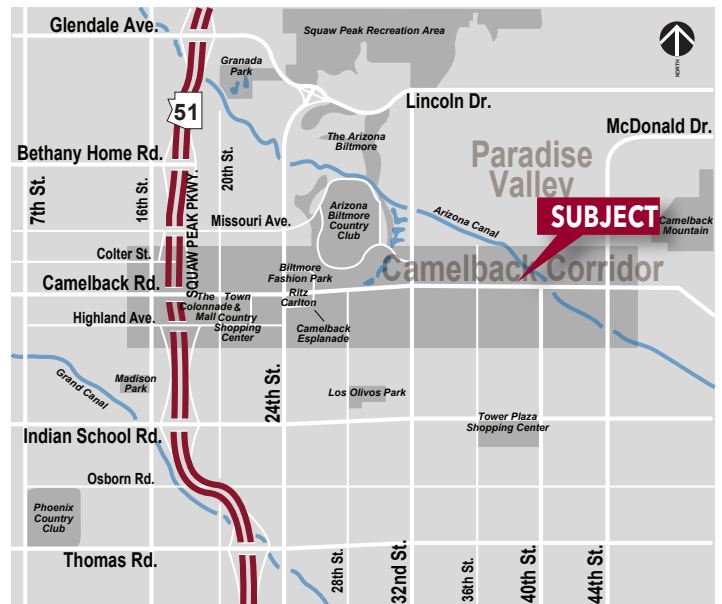 Glendale Ave.
Squaw Peak Recreation Area
NORTH
Granada
Park
51
Lincoln Dr.
McDonald Dr.
The Arizona
Biltmore
Bethany Home Rd.
20th St.
Paradise
Valley
7th St.
16th St.
SQUAW PEAK PKWY.
Missouri Ave.
Arizona
Biltmore
Country
Club
Arizona Canal
SUBJECT
Camelback
Mountain
Colter St.
Camelback Corridor
Camelback Rd.
Biltmore
Fashion Park
Ritz
Carlton
The
Colonnade
Mall
Town
& Country
Shopping
Center
Highland Ave.
Camelback
Esplanade
Grand Canal
Madison
Park
24th St.
Los Olivos Park
Tower Plaza
Shopping Center
Indian School Rd.
Osborn Rd.
Phoenix
Country
Club
Thomas Rd.
28th St.
32nd St.
36th St.
40th St.
44th St.